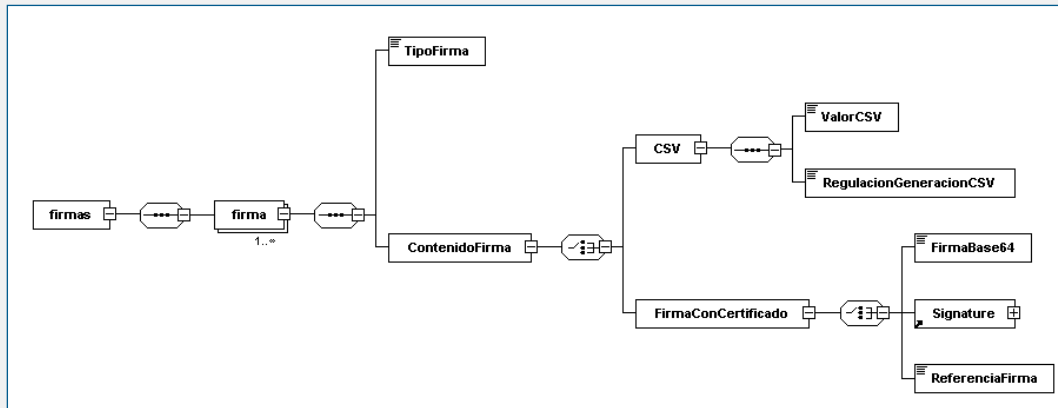 TipoFirma
ValorCSV
CSV
RegulacionGeneracionCSV
firmas
firma
1..∞
ContenidoFirma
FirmaBase64
FirmaConCertificado
Signature
ReferenciaFirma